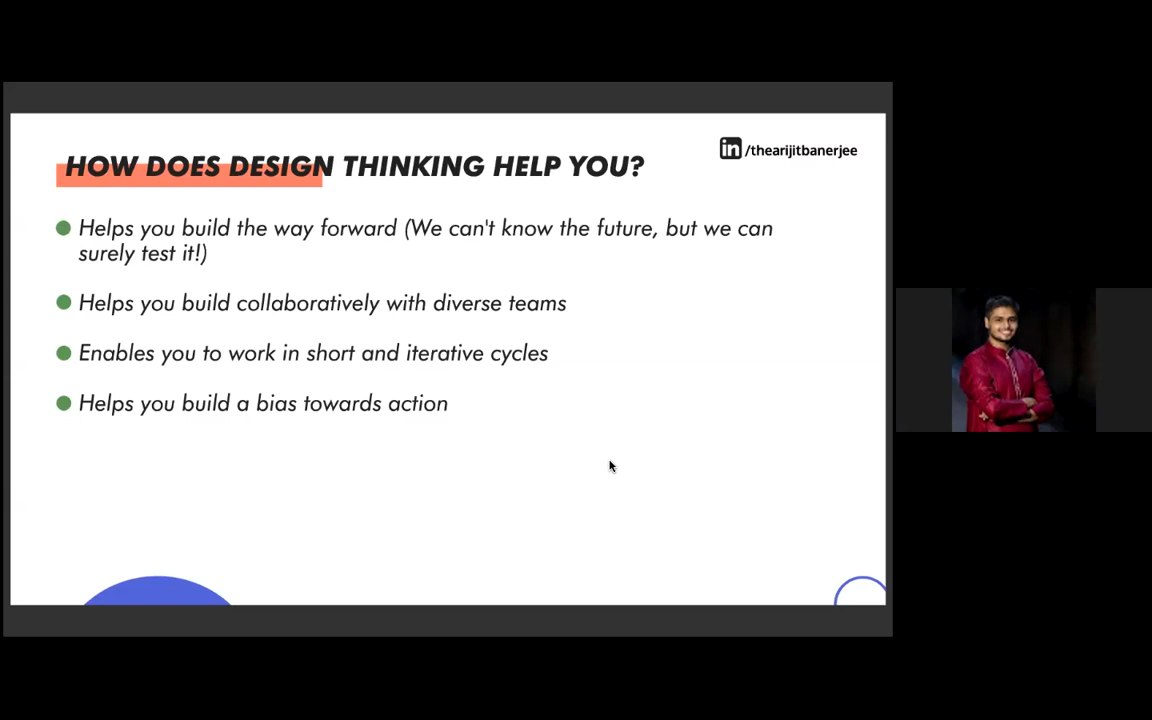 HOW DOES DESIGN THINKING HELP YOU?
in /thearijitbanerjee
Helps you build the way forward (We can't know the future, but we can
surely test it!)
Helps you build collaboratively with diverse teams
Enables you to work in short and iterative cycles
Helps you build a bias towards action